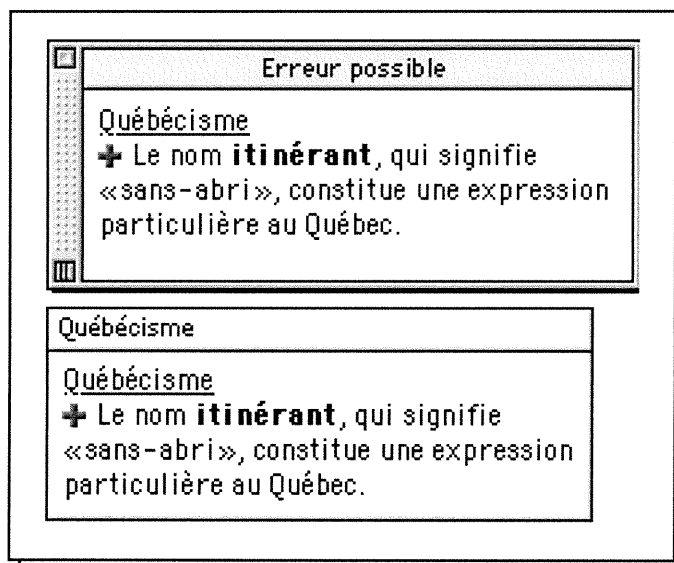 Erreur possible
Québécisme
✚ Le nom itinérant, qui signifie
«sans-abri», constitue une expression
particulière au Québec.
Québécisme
Québécisme
✚ Le nom itinérant, qui signifie
«sans-abri», constitue une expression
particulière au Québec.